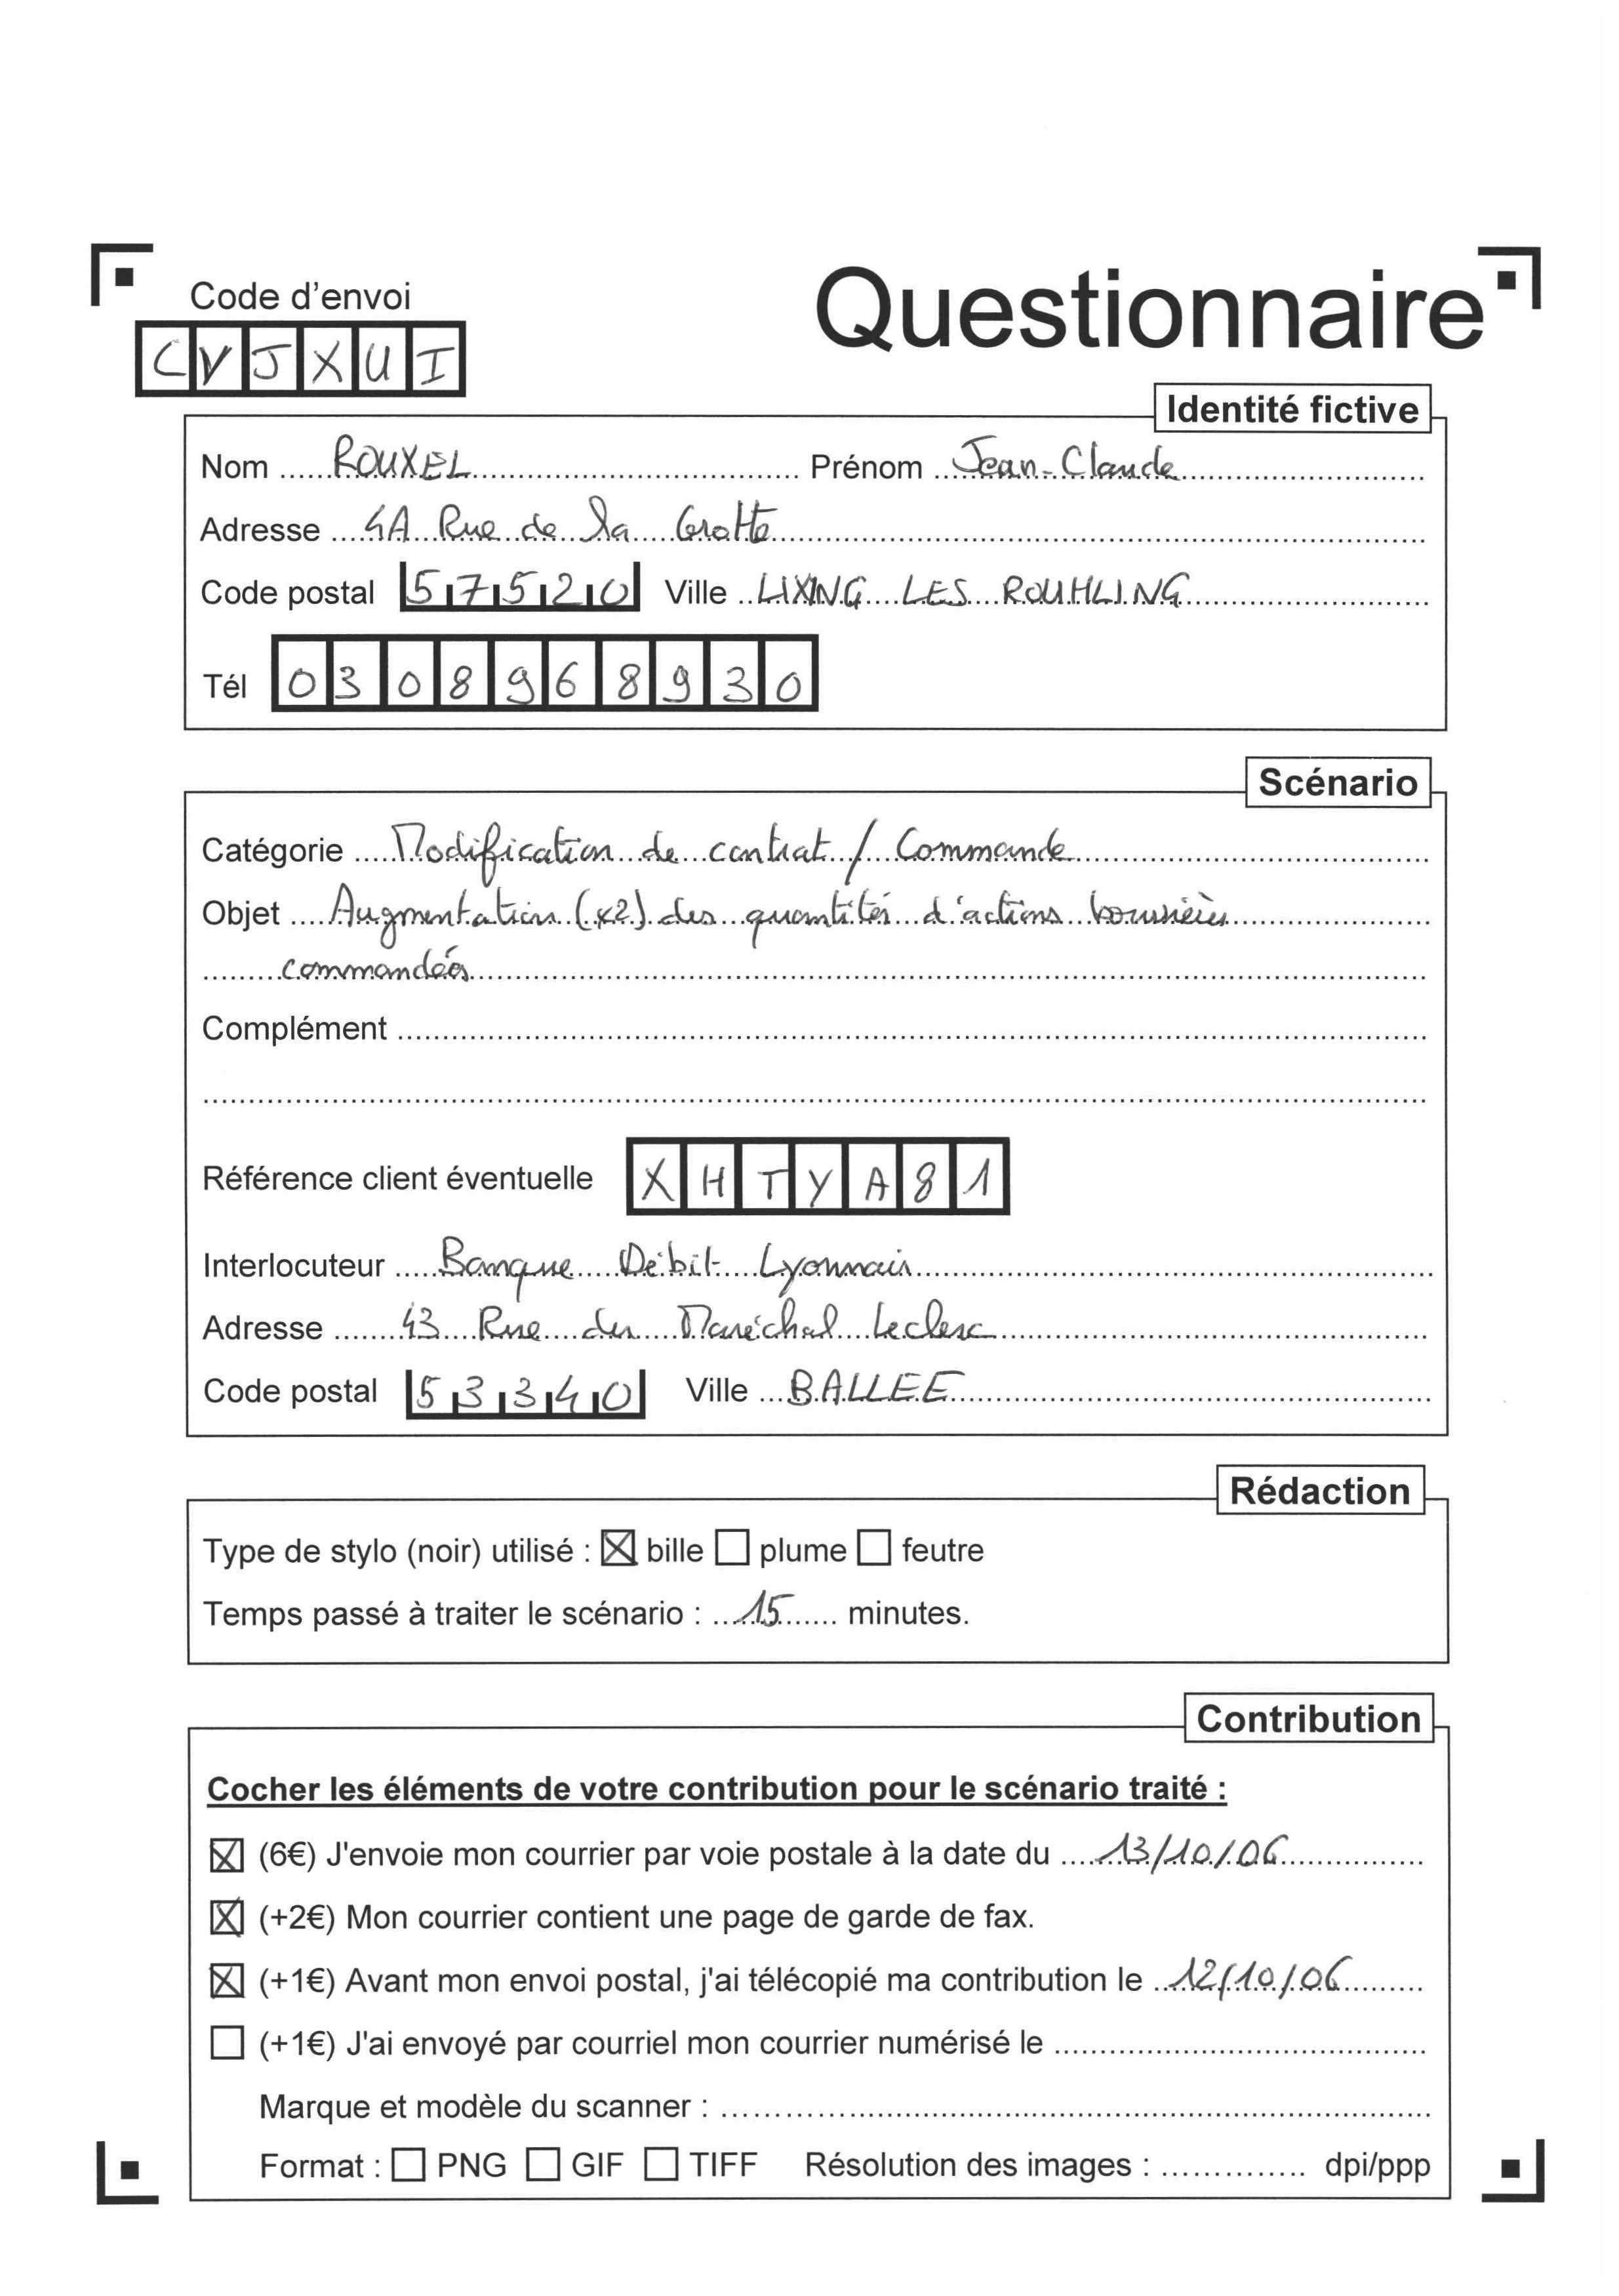 Code d'envoi
Questionnaire
CVJXUI
Identité fictive
Nom ROUXEL Prénom Jean-Claude
Adresse 4A Rue de la Grotte
Code postal 57520 Ville LIXING LES ROUHLING
Tél 0308968930
Scénario
Catégorie Modification de contrat / Commande
Objet Augmentation (x2) des quantités d'actions boursières
commandées
Complément
Référence client éventuelle XHTYA81
Interlocuteur Banque Débit Lyonnais
Adresse 43 Rue du Maréchal Leclerc
Code postal 53340 Ville BALLEE
Rédaction
Type de stylo (noir) utilisé : ☒ bille ☐ plume ☐ feutre
Temps passé à traiter le scénario : 15 minutes.
Contribution
Cocher les éléments de votre contribution pour le scénario traité :
☒ (6€) J'envoie mon courrier par voie postale à la date du 13/10/06
☒ (+2€) Mon courrier contient une page de garde de fax.
☒ (+1€) Avant mon envoi postal, j'ai télécopié ma contribution le 12/10/06
☐ (+1€) J'ai envoyé par courriel mon courrier numérisé le
Marque et modèle du scanner :
Format : ☐ PNG ☐ GIF ☐ TIFF Résolution des images : dpi/ppp